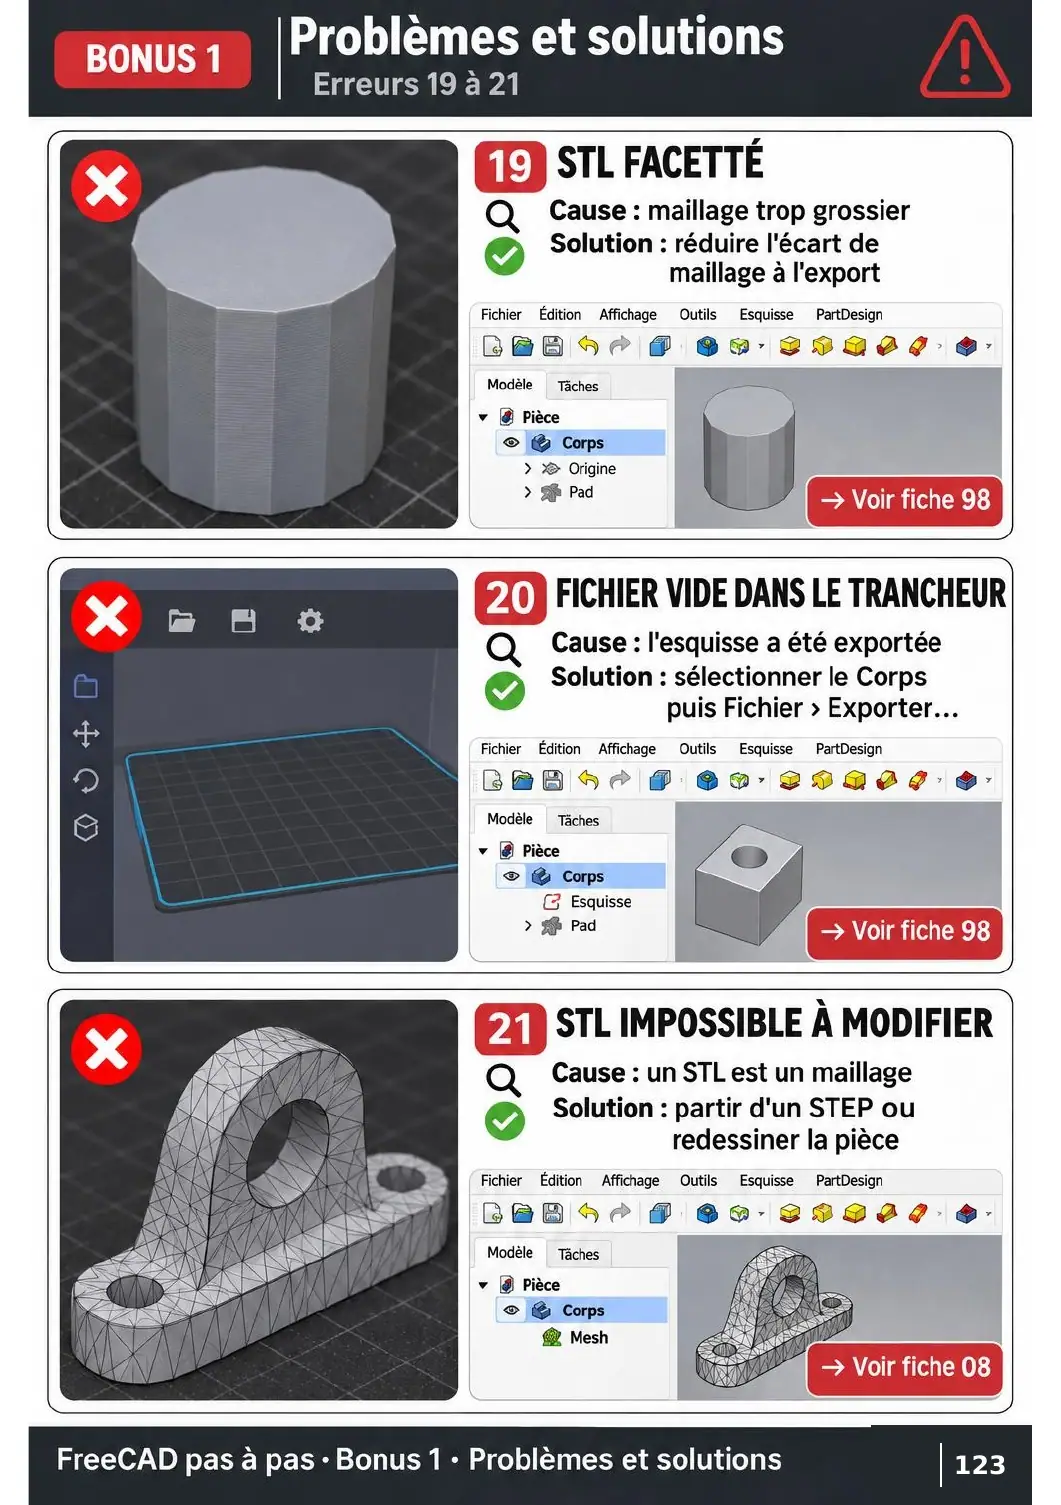 BONUS 1
Problèmes et solutions
Erreurs 19 à 21
19 STL FACETTÉ
Cause : maillage trop grossier
Solution : réduire l'écart de
maillage à l'export
Fichier Édition Affichage Outils Esquisse PartDesign
Modèle Tâches
Pièce
Corps
Origine
Pad
→ Voir fiche 98
20 FICHIER VIDE DANS LE TRANCHEUR
Cause : l'esquisse a été exportée
Solution : sélectionner le Corps
puis Fichier › Exporter...
Fichier Édition Affichage Outils Esquisse PartDesign
Modèle Tâches
Pièce
Corps
Esquisse
Pad
→ Voir fiche 98
21 STL IMPOSSIBLE À MODIFIER
Cause : un STL est un maillage
Solution : partir d'un STEP ou
redessiner la pièce
Fichier Édition Affichage Outils Esquisse PartDesign
Modèle Tâches
Pièce
Corps
Mesh
→ Voir fiche 08
FreeCAD pas à pas · Bonus 1 · Problèmes et solutions
123